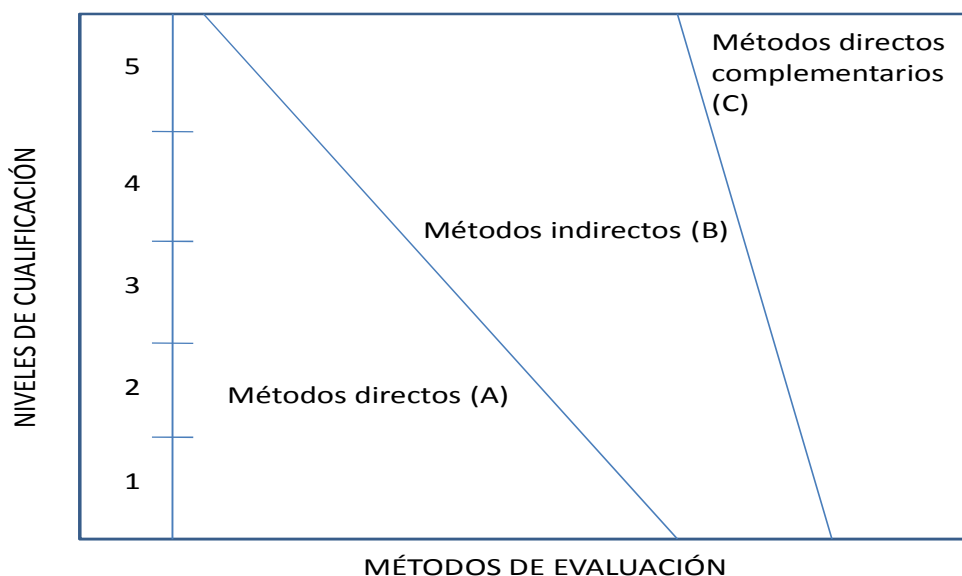 Métodos directos
complementarios
(C)
5
4
Métodos indirectos (B)
3
2
Métodos directos (A)
1
NIVELES DE CUALIFICACIÓN
MÉTODOS DE EVALUACIÓN